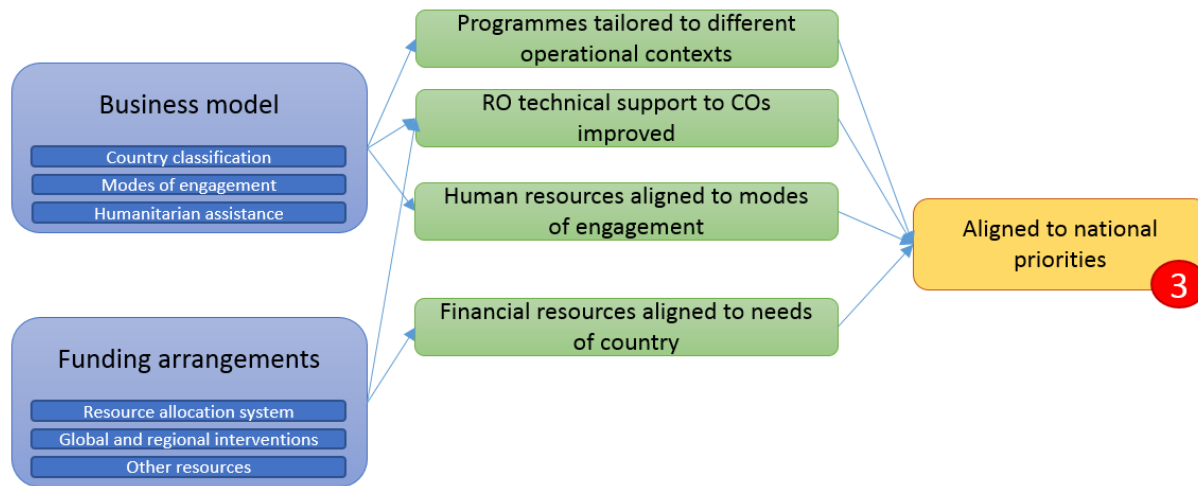 Business model
Country classification
Modes of engagement
Humanitarian assistance
Funding arrangements
Resource allocation system
Global and regional interventions
Other resources
Programmes tailored to different
operational contexts
RO technical support to COs
improved
Human resources aligned to modes
of engagement
Financial resources aligned to needs
of country
Aligned to national
priorities
3